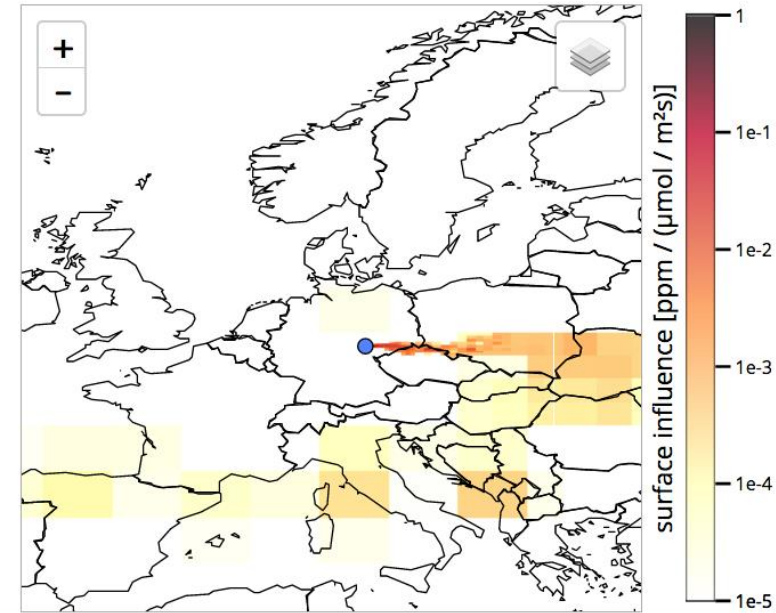 +
−
surface influence [ppm / (μmol / m²s)]
1
1e-1
1e-2
1e-3
1e-4
1e-5